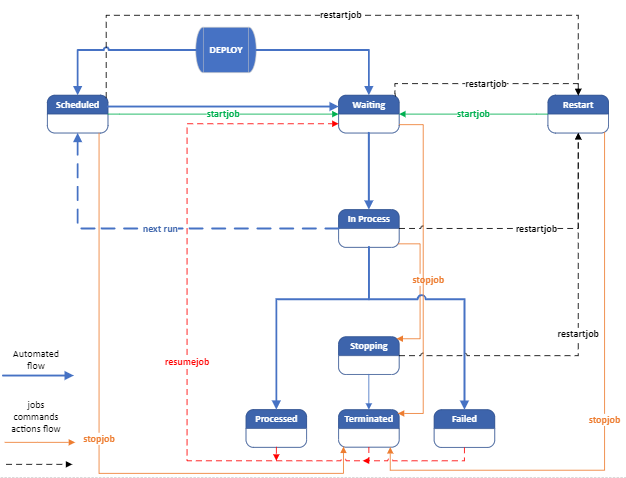 restartjob
DEPLOY
restartjob
Scheduled
Waiting
Restart
startjob
startjob
In Process
next run
restartjob
stopjob
restartjob
Stopping
Automated
flow
resumejob
jobs
commands
actions flow
Processed
Terminated
Failed
stopjob
stopjob